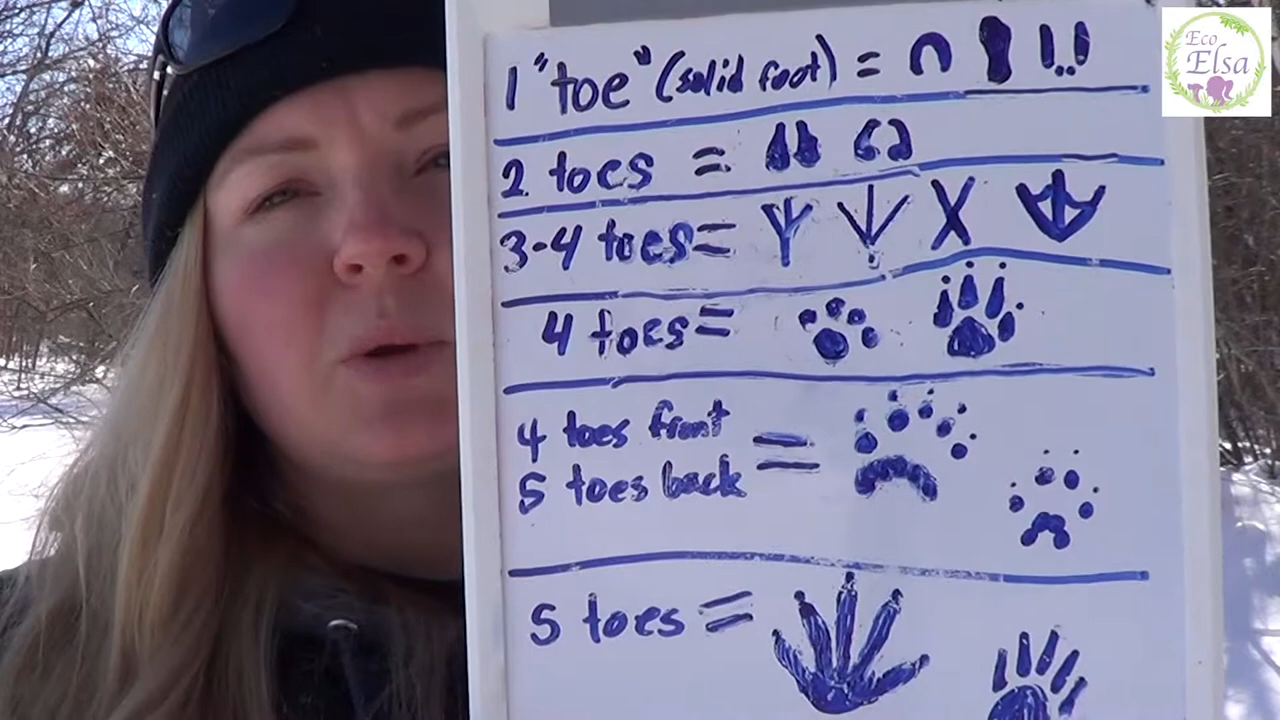 Eco
Elsa
1 "toe" (solid foot) =
2 toes =
3-4 toes =
4 toes =
4 toes front
5 toes back =
5 toes =